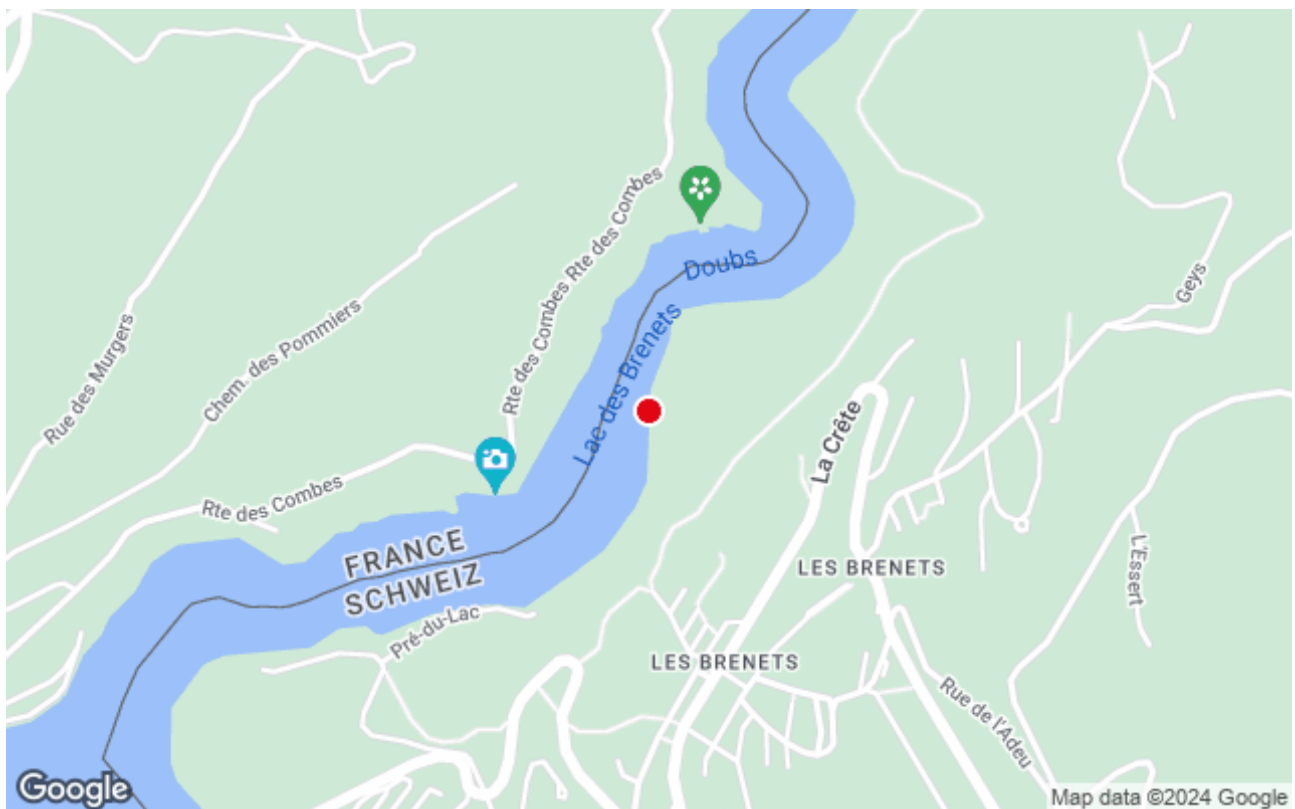 Rte des Combes
Rte des Combes
Doubs
Geys
Rue des Murgers
Chem. des Pommiers
Lac des Brenets
La Crête
Rte des Combes
FRANCE
SCHWEIZ
LES BRENETS
L'Essert
Pré-du-Lac
LES BRENETS
Rue de l'Adeu
Google
Map data ©2024 Google